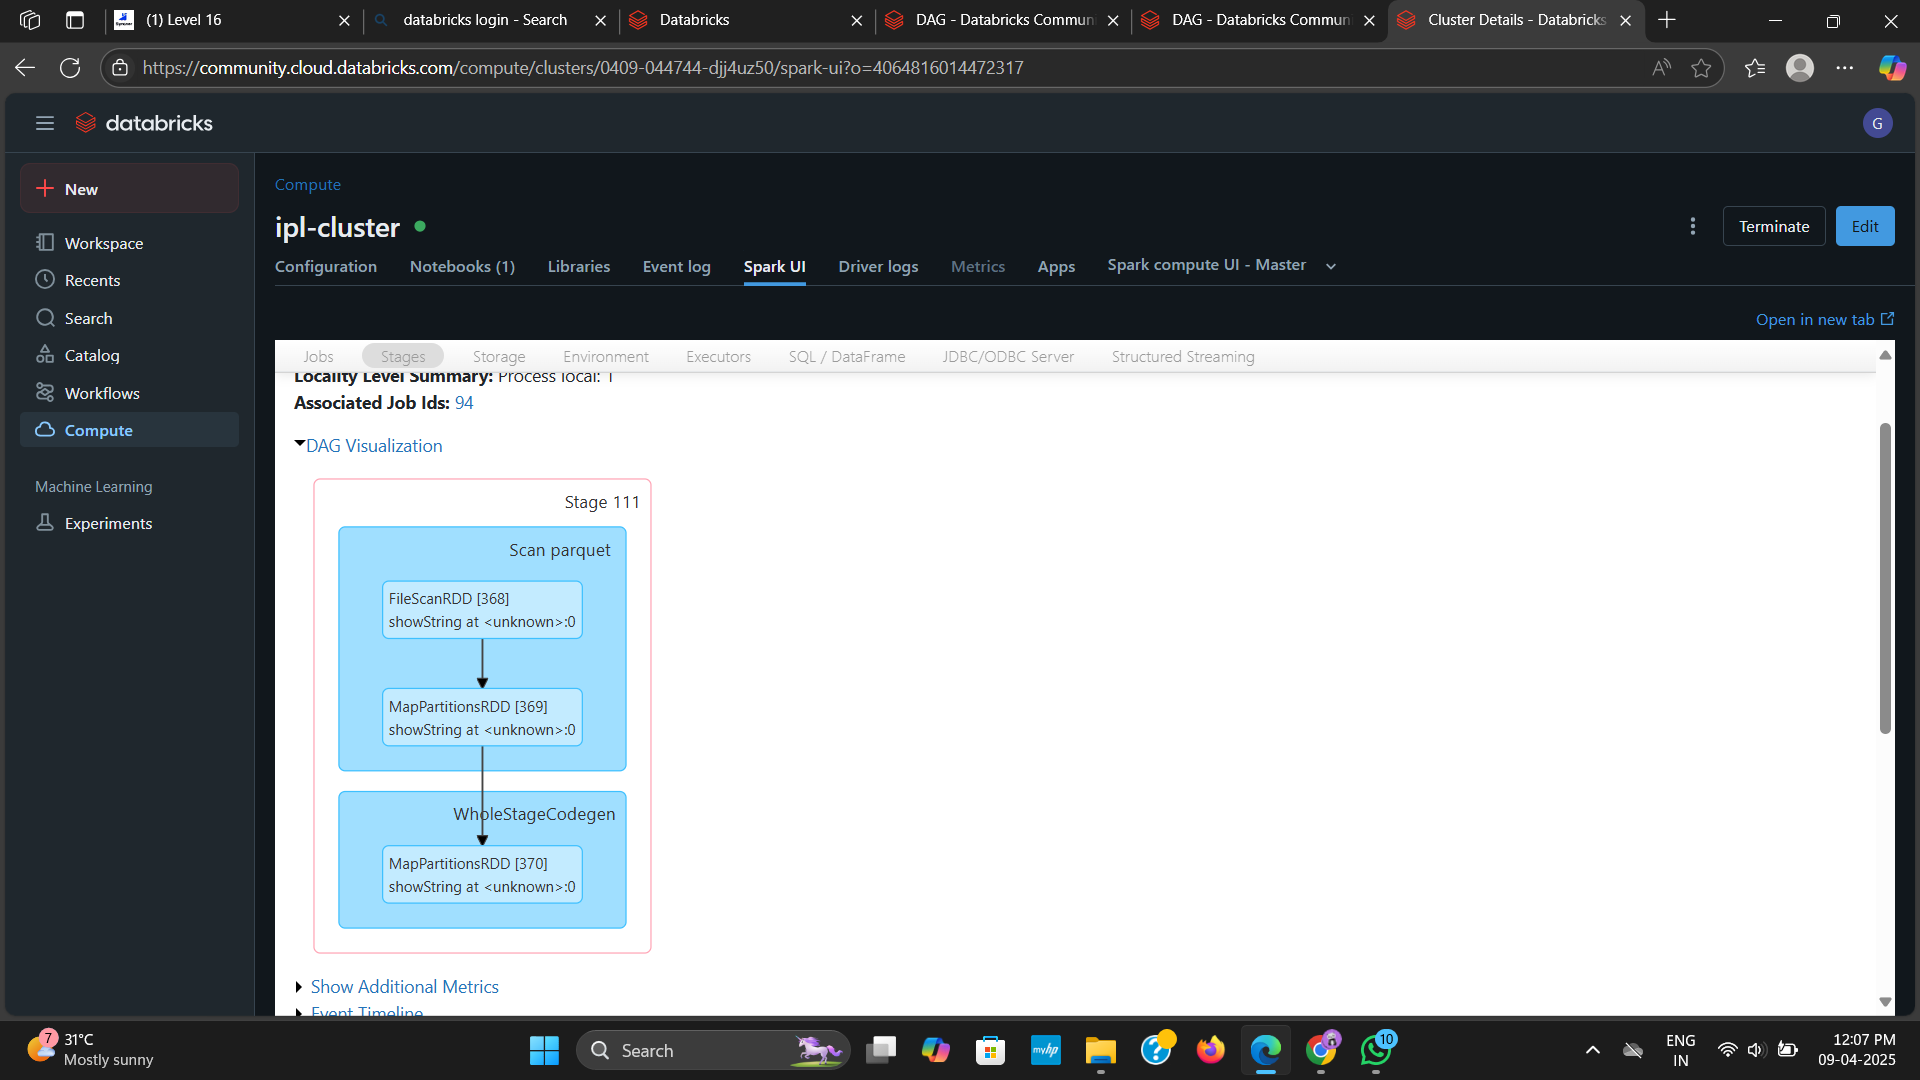 (1) Level 16
databricks login - Search
Databricks
DAG - Databricks Commun
DAG - Databricks Commun
Cluster Details - Databricks
https://community.cloud.databricks.com/compute/clusters/0409-044744-djj4uz50/spark-ui?o=4064816014472317
databricks
G
New
Workspace
Recents
Search
Catalog
Workflows
Compute
Machine Learning
Experiments
Compute
ipl-cluster
Terminate
Edit
Configuration
Notebooks (1)
Libraries
Event log
Spark UI
Driver logs
Metrics
Apps
Spark compute UI - Master
Open in new tab
Jobs
Stages
Storage
Environment
Executors
SQL / DataFrame
JDBC/ODBC Server
Structured Streaming
Locality Level Summary: Process local: 1
Associated Job Ids: 94
DAG Visualization
Stage 111
Scan parquet
FileScanRDD [368]
showString at <unknown>:0
MapPartitionsRDD [369]
showString at <unknown>:0
WholeStageCodegen
MapPartitionsRDD [370]
showString at <unknown>:0
Show Additional Metrics
Event Timeline
7
31°C
Mostly sunny
Search
myhp
10
ENG
IN
12:07 PM
09-04-2025